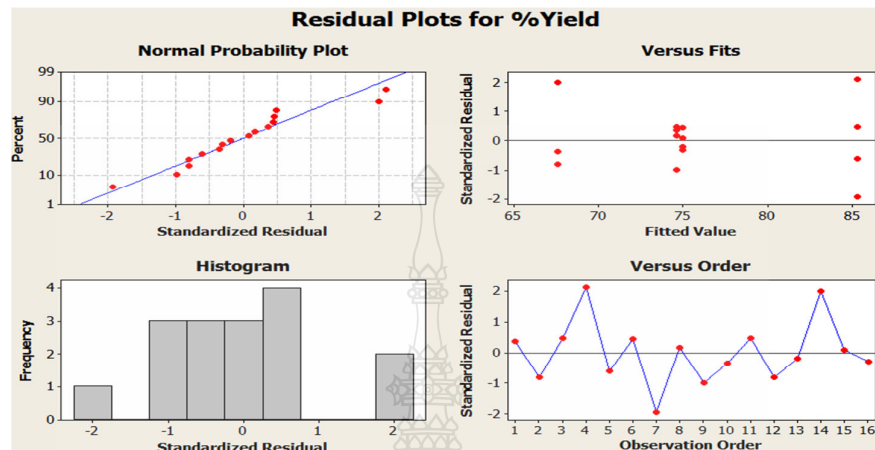 Residual Plots for %Yield
Normal Probability Plot
Percent
99
90
50
10
1
-2 -1 0 1 2
Standardized Residual
Versus Fits
Standardized Residual
2
1
0
-1
-2
65 70 75 80 85
Fitted Value
Histogram
Frequency
4
3
2
1
0
-2 -1 0 1 2
Standardized Residual
Versus Order
Standardized Residual
2
1
0
-1
-2
1 2 3 4 5 6 7 8 9 10 11 12 13 14 15 16
Observation Order